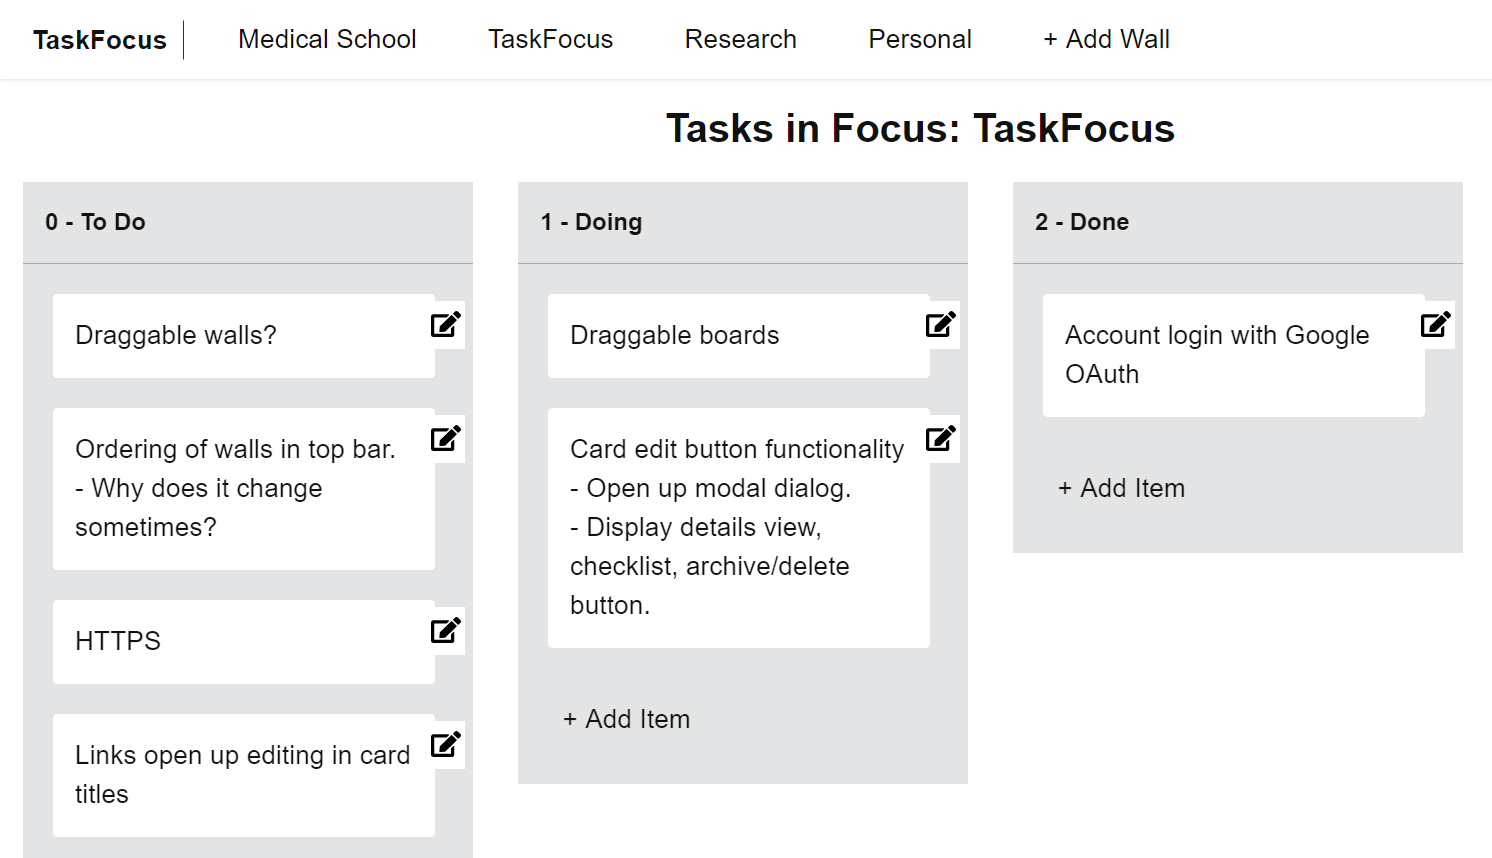 TaskFocus Medical School TaskFocus Research Personal + Add Wall
Tasks in Focus: TaskFocus
0 - To Do
Draggable walls?
Ordering of walls in top bar.
- Why does it change
sometimes?
HTTPS
Links open up editing in card
titles
1 - Doing
Draggable boards
Card edit button functionality
- Open up modal dialog.
- Display details view,
checklist, archive/delete
button.
+ Add Item
2 - Done
Account login with Google
OAuth
+ Add Item